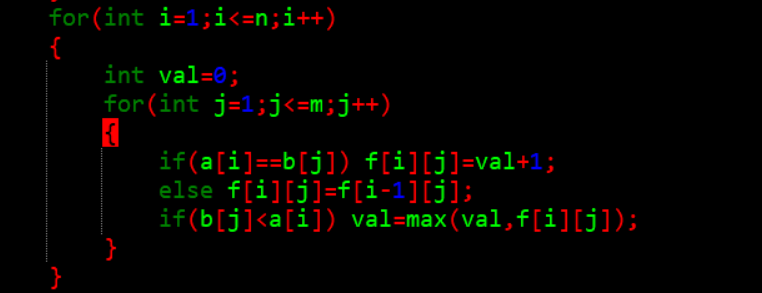 for(int i=1;i<=n;i++)
{
    int val=0;
    for(int j=1;j<=m;j++)
    {
        if(a[i]==b[j]) f[i][j]=val+1;
        else f[i][j]=f[i-1][j];
        if(b[j]<a[i]) val=max(val,f[i][j]);
    }
}